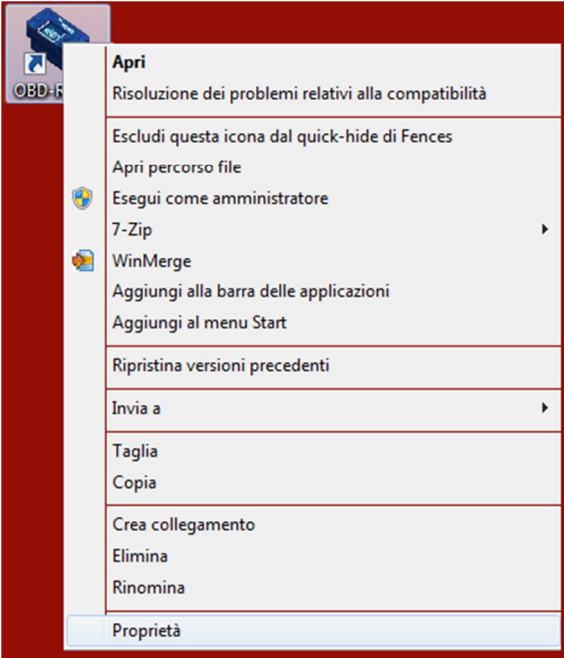 OBD-R
Apri
Risoluzione dei problemi relativi alla compatibilità
Escludi questa icona dal quick-hide di Fences
Apri percorso file
Esegui come amministratore
7-Zip
WinMerge
Aggiungi alla barra delle applicazioni
Aggiungi al menu Start
Ripristina versioni precedenti
Invia a
Taglia
Copia
Crea collegamento
Elimina
Rinomina
Proprietà